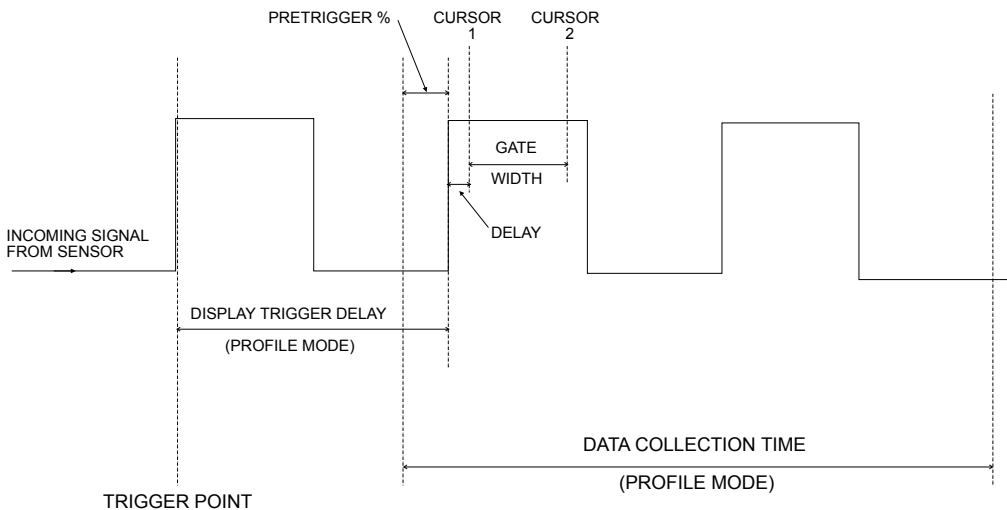 PRETRIGGER %
CURSOR
1
CURSOR
2
GATE
WIDTH
DELAY
INCOMING SIGNAL
FROM SENSOR
DISPLAY TRIGGER DELAY
(PROFILE MODE)
DATA COLLECTION TIME
(PROFILE MODE)
TRIGGER POINT